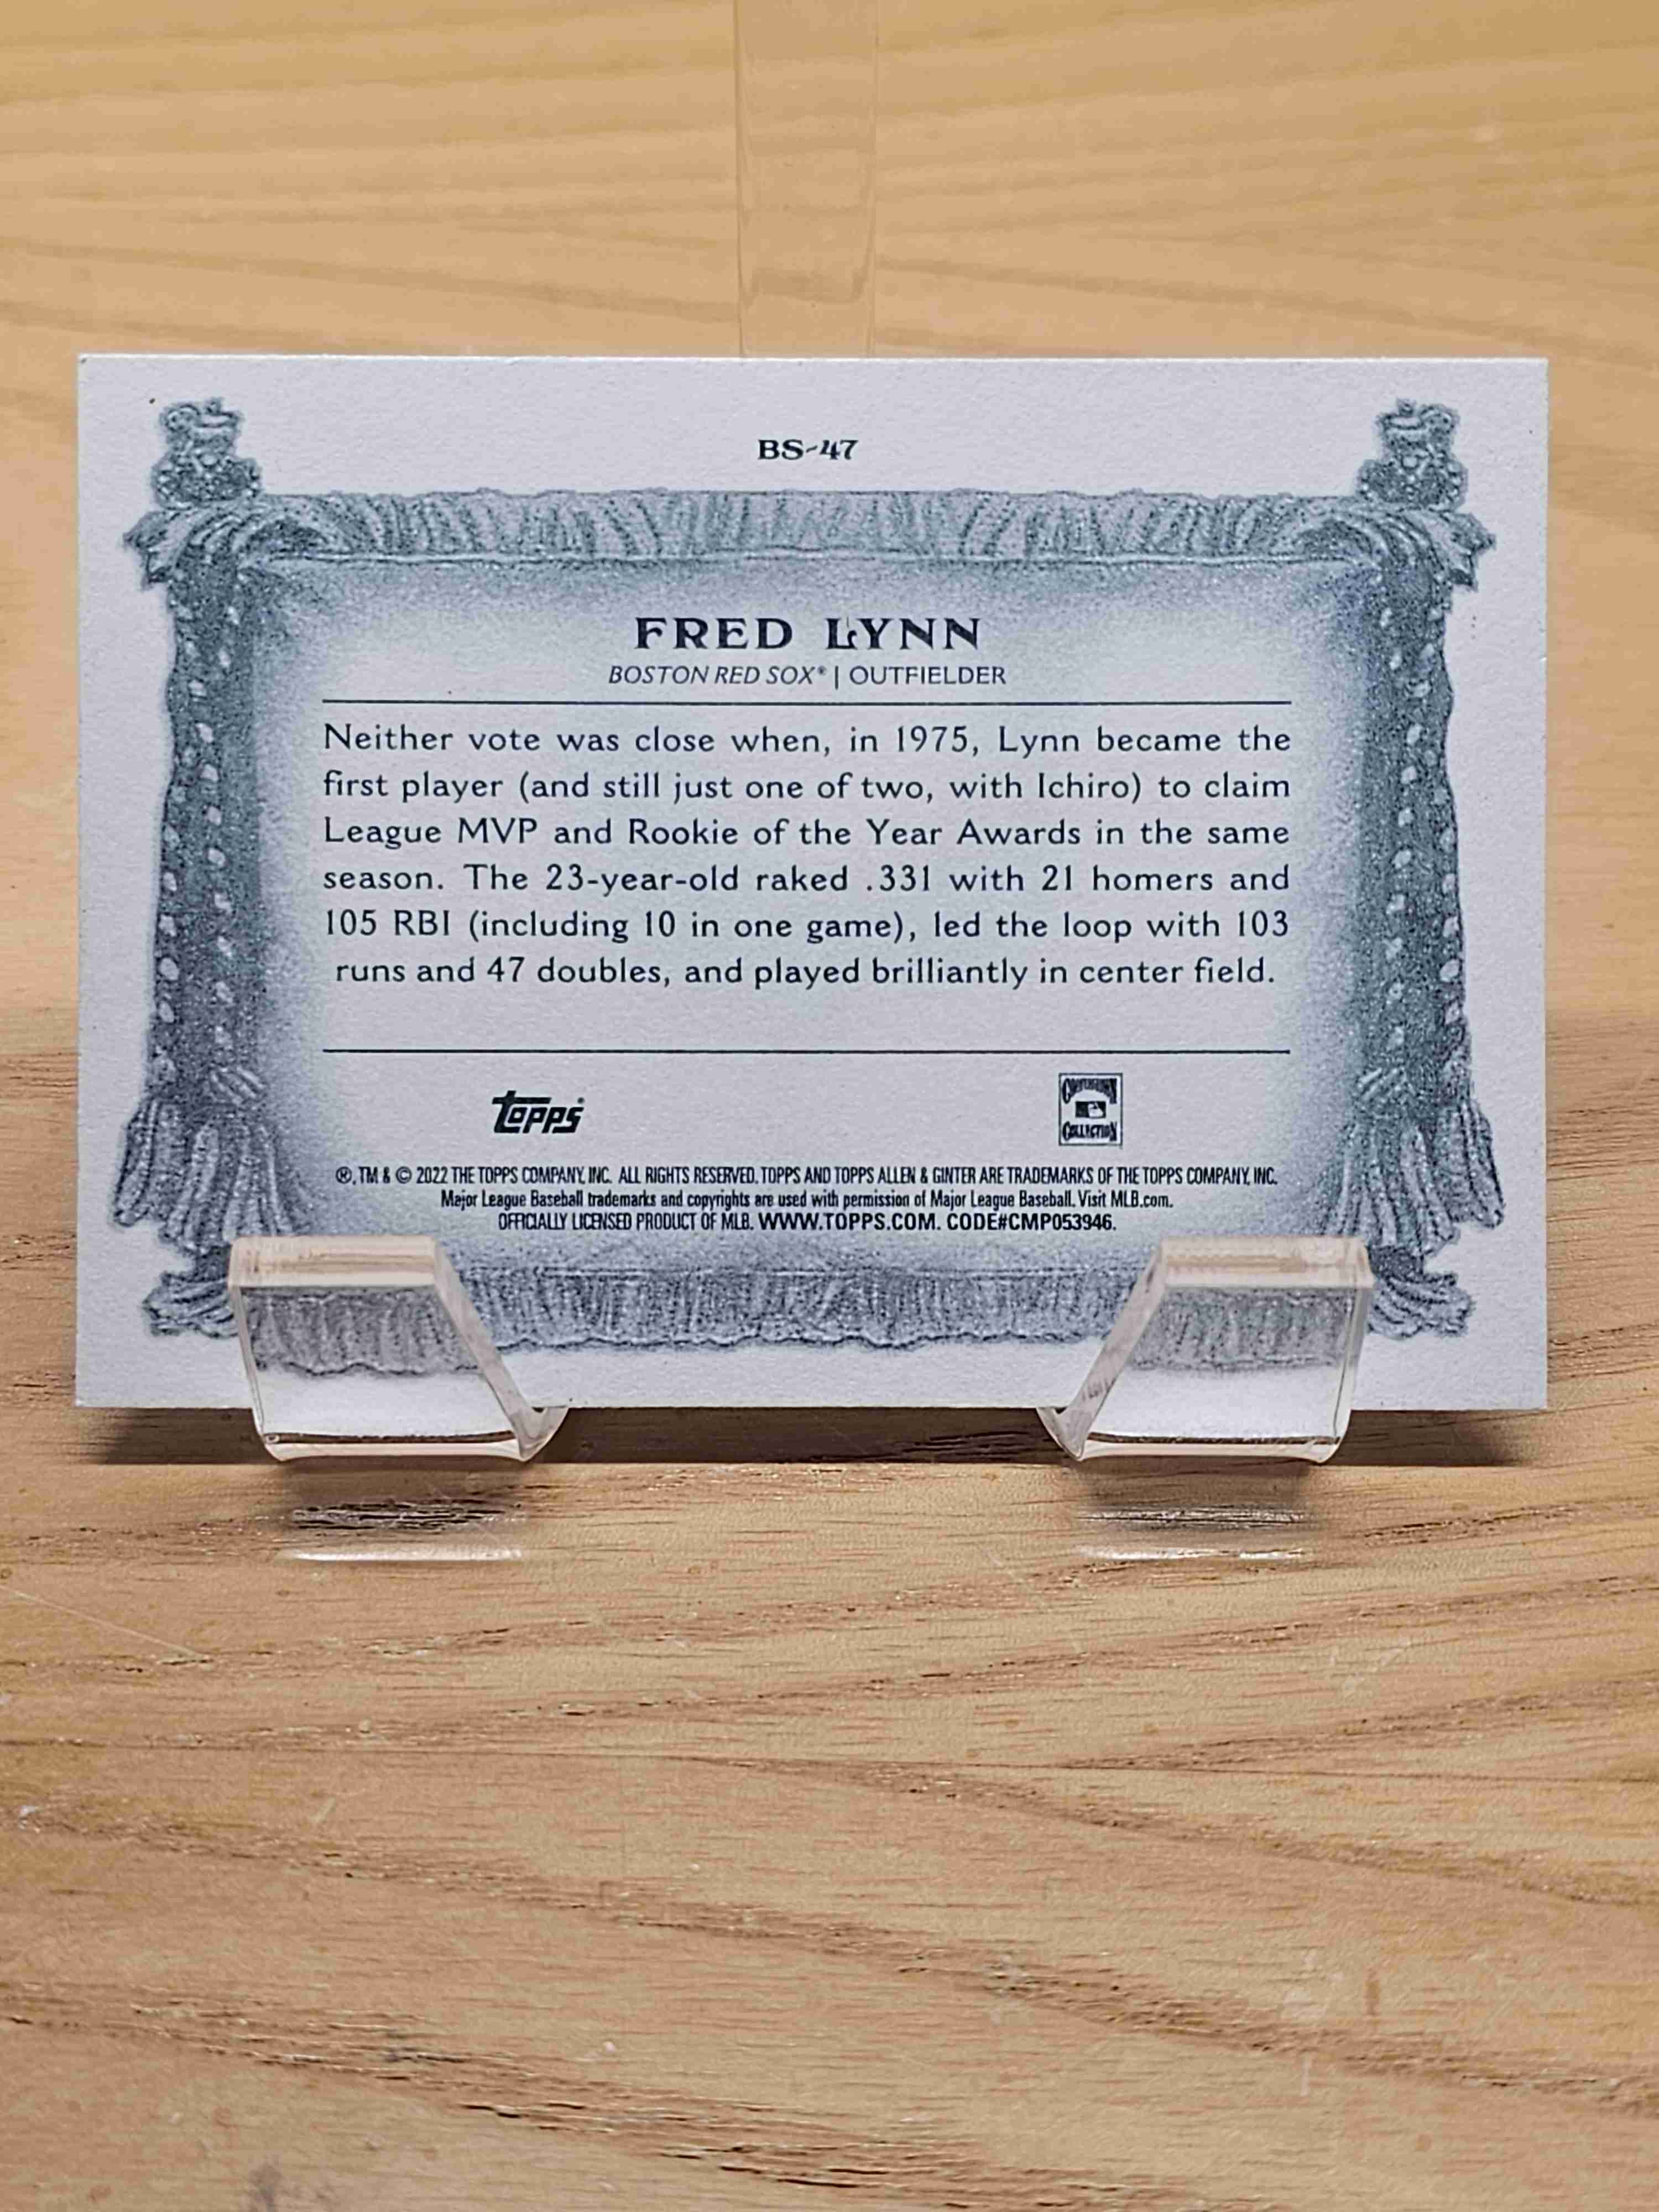 BS-47
FRED LYNN
BOSTON RED SOX® | OUTFIELDER
Neither vote was close when, in 1975, Lynn became the
first player (and still just one of two, with Ichiro) to claim
League MVP and Rookie of the Year Awards in the same
season. The 23-year-old raked .331 with 21 homers and
105 RBI (including 10 in one game), led the loop with 103
runs and 47 doubles, and played brilliantly in center field.
topps®
COOPERSTOWN
COLLECTION
®, TM & © 2022 THE TOPPS COMPANY, INC. ALL RIGHTS RESERVED. TOPPS AND TOPPS ALLEN & GINTER ARE TRADEMARKS OF THE TOPPS COMPANY, INC.
Major League Baseball trademarks and copyrights are used with permission of Major League Baseball. Visit MLB.com.
OFFICIALLY LICENSED PRODUCT OF MLB. WWW.TOPPS.COM. CODE#CMP053946.